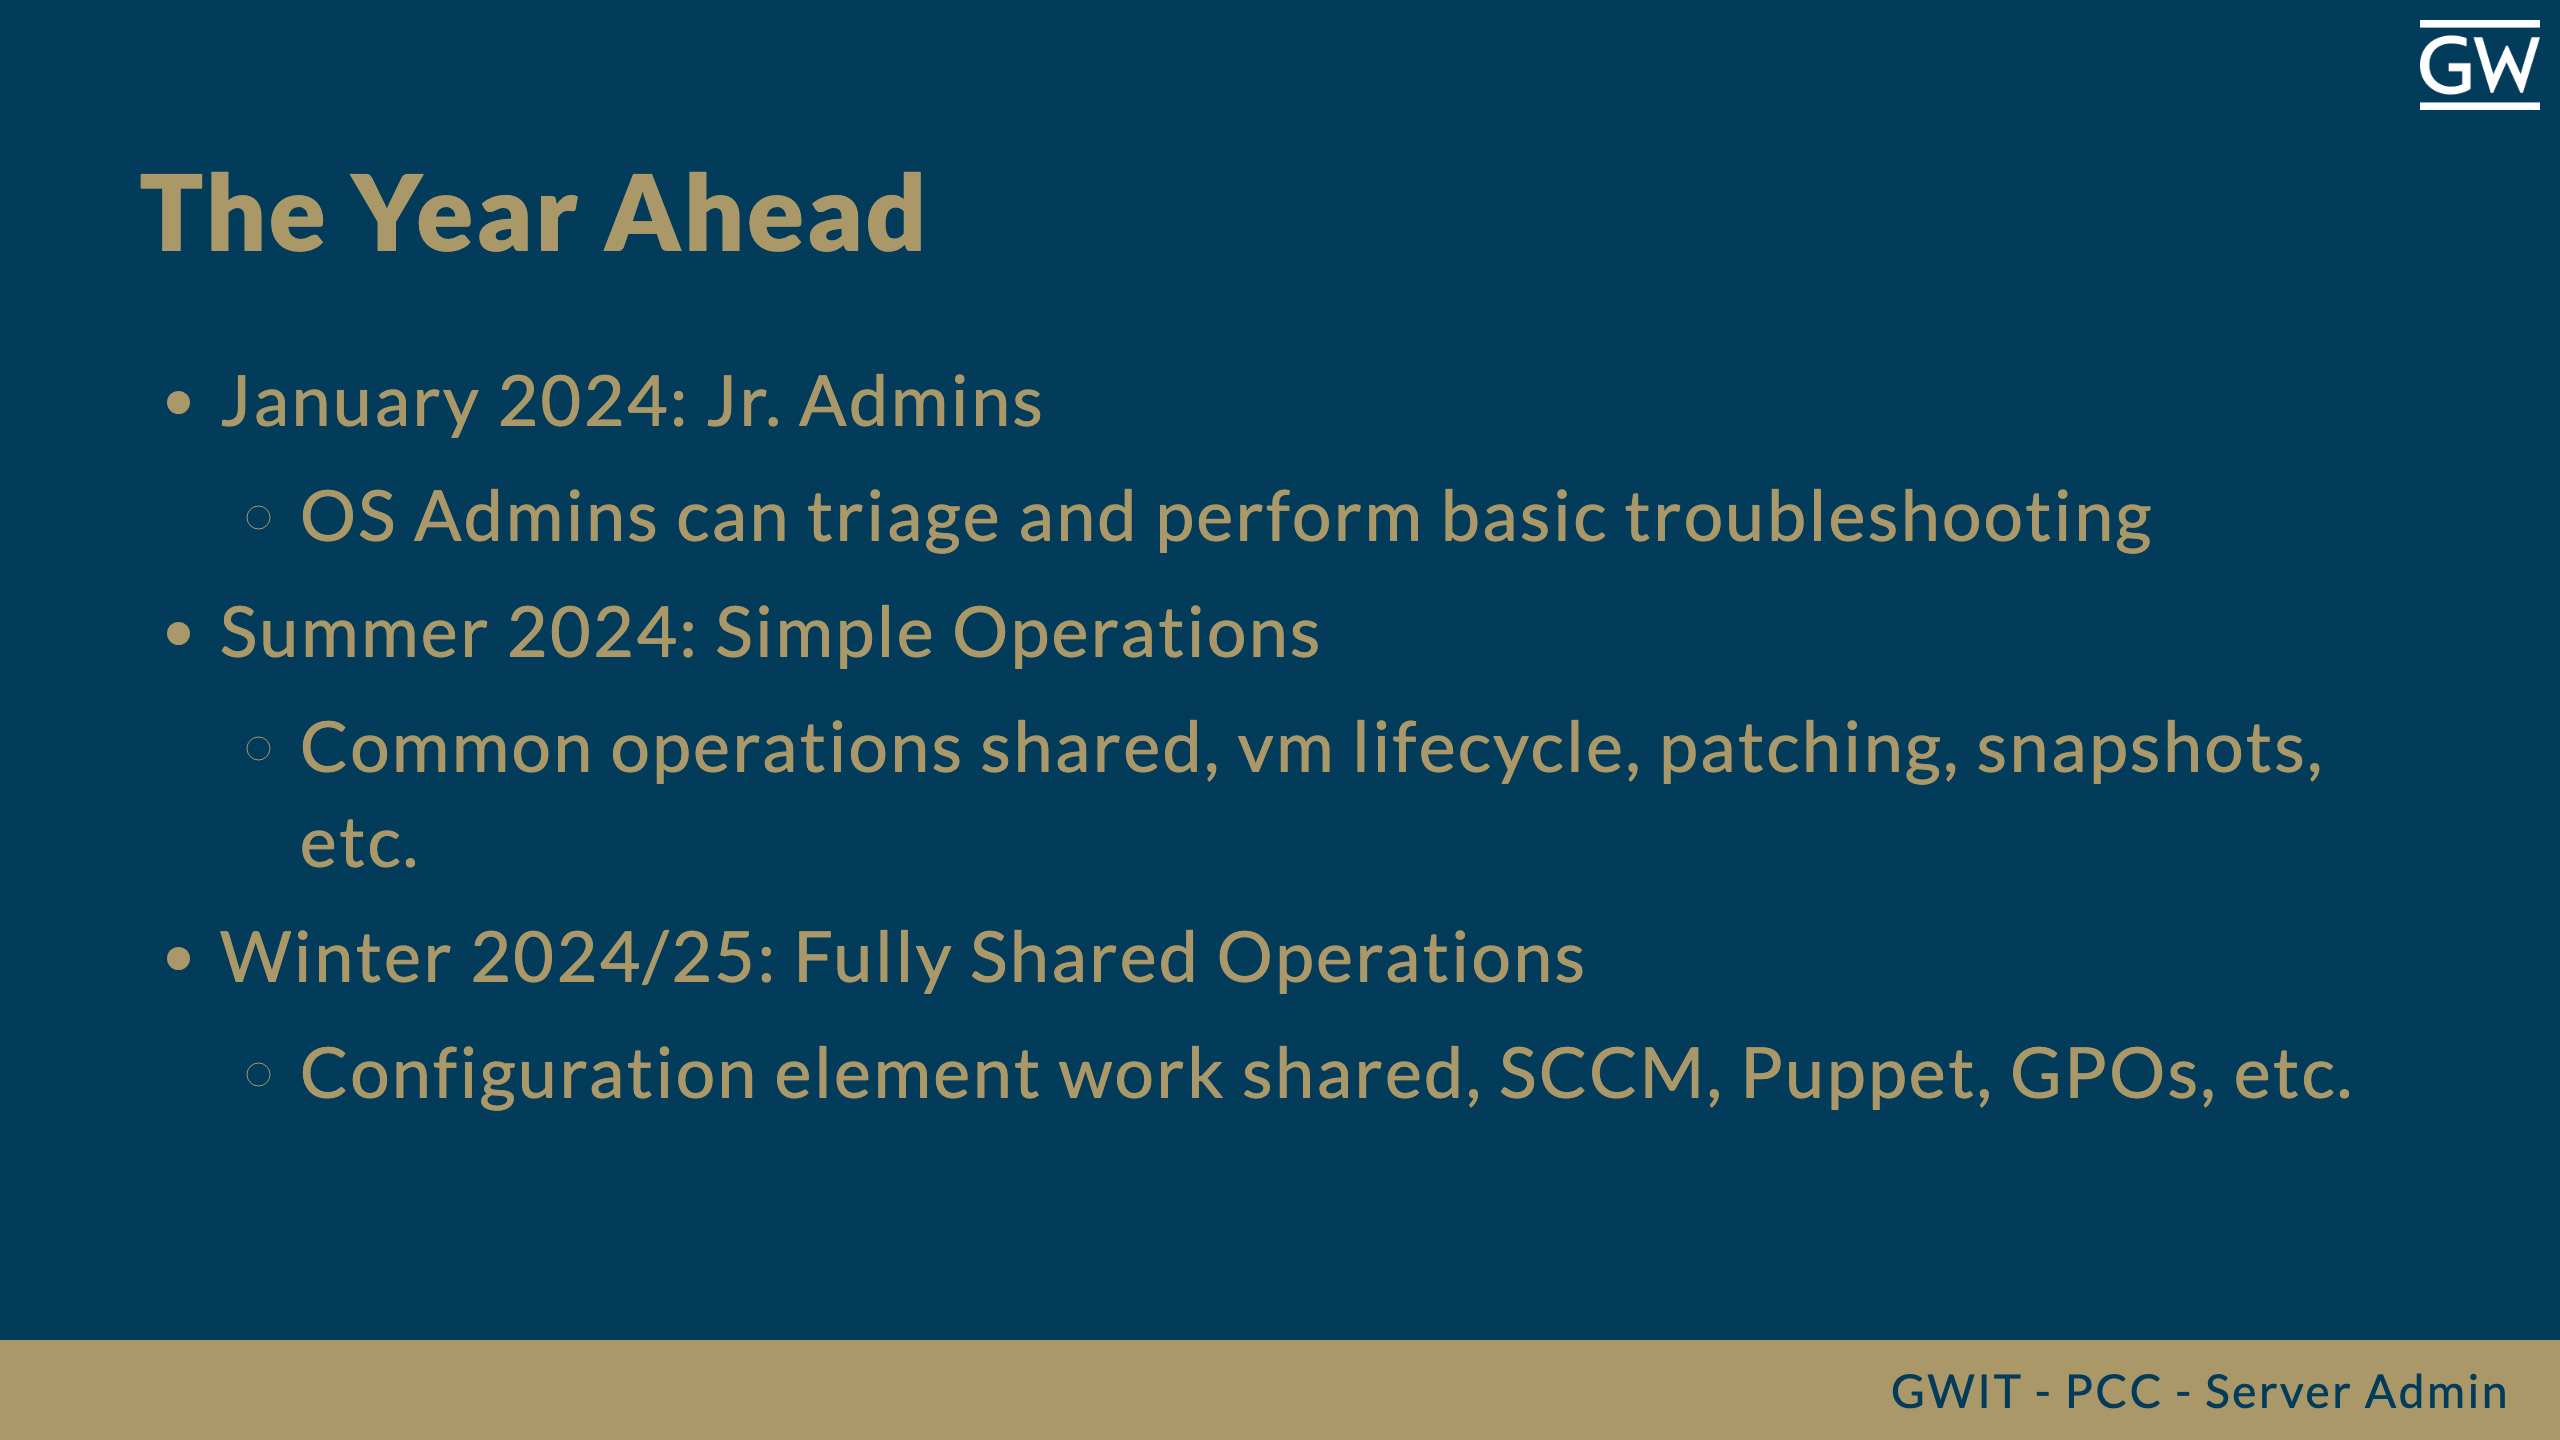 GW
The Year Ahead
• January 2024: Jr. Admins
○ OS Admins can triage and perform basic troubleshooting
• Summer 2024: Simple Operations
○ Common operations shared, vm lifecycle, patching, snapshots,
etc.
• Winter 2024/25: Fully Shared Operations
○ Configuration element work shared, SCCM, Puppet, GPOs, etc.
GWIT - PCC - Server Admin